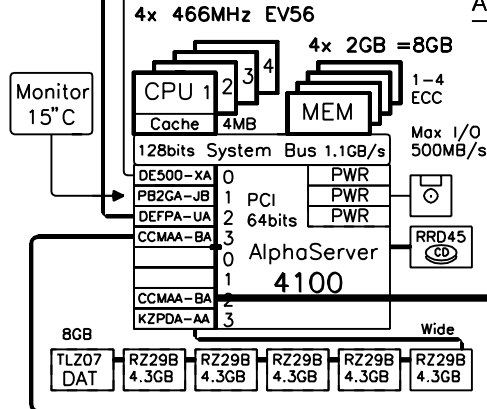 A
4x 466MHz EV56
4x 2GB =8GB
CPU 1 2 3 4
Cache 4MB
MEM
1-4
ECC
Monitor
15"C
Max I/O
500MB/s
128bits System Bus 1.1GB/s
DE500-XA 0 PWR
PB2GA-JB 1 PCI PWR
DEFPA-UA 2 64bits PWR
CCMAA-BA 3
0 AlphaServer
1 4100
CCMAA-BA 2
KZPDA-AA 3
RRD45
CD
8GB
Wide
TLZ07 RZ29B RZ29B RZ29B RZ29B RZ29B
DAT 4.3GB 4.3GB 4.3GB 4.3GB 4.3GB